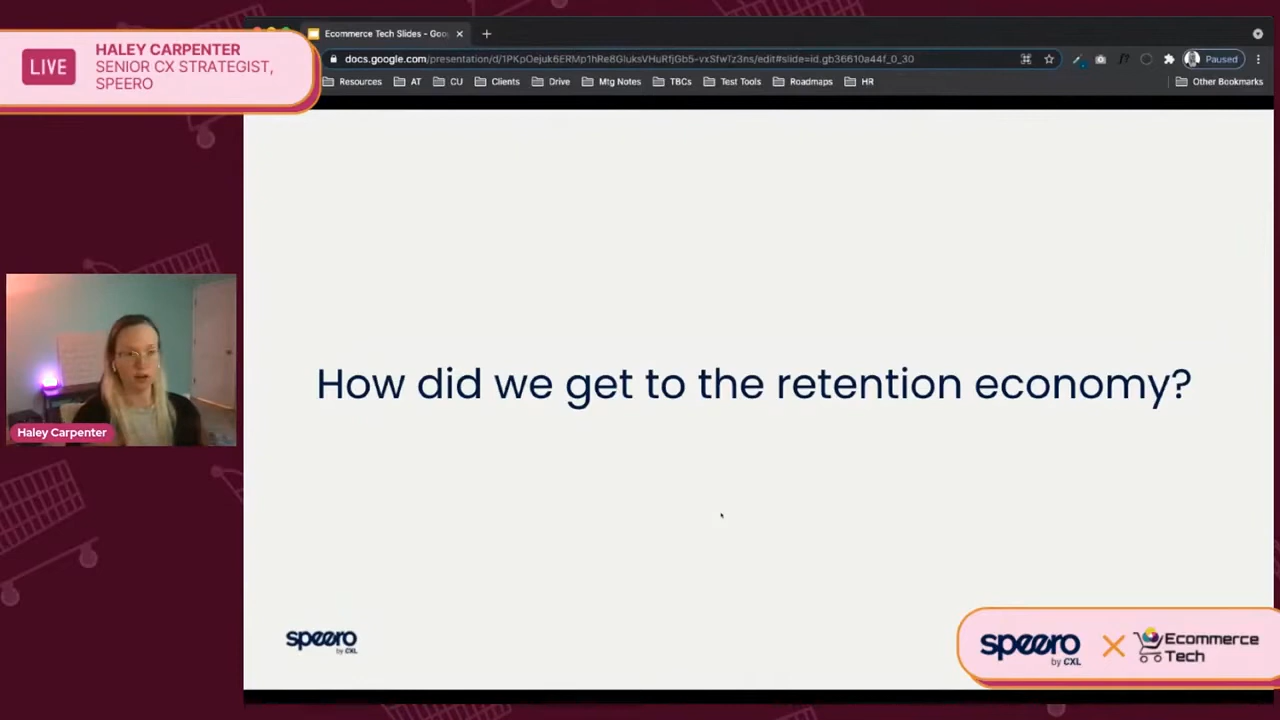 LIVE
HALEY CARPENTER
SENIOR CX STRATEGIST,
SPEERO
Ecommerce Tech Slides - Goo
Resources AT CU Clients Drive Mtg Notes TBCs Test Tools Roadmaps HR Other Bookmarks
Paused
How did we get to the retention economy?
Haley Carpenter
speero
by CXL
speero
by CXL
Ecommerce
Tech